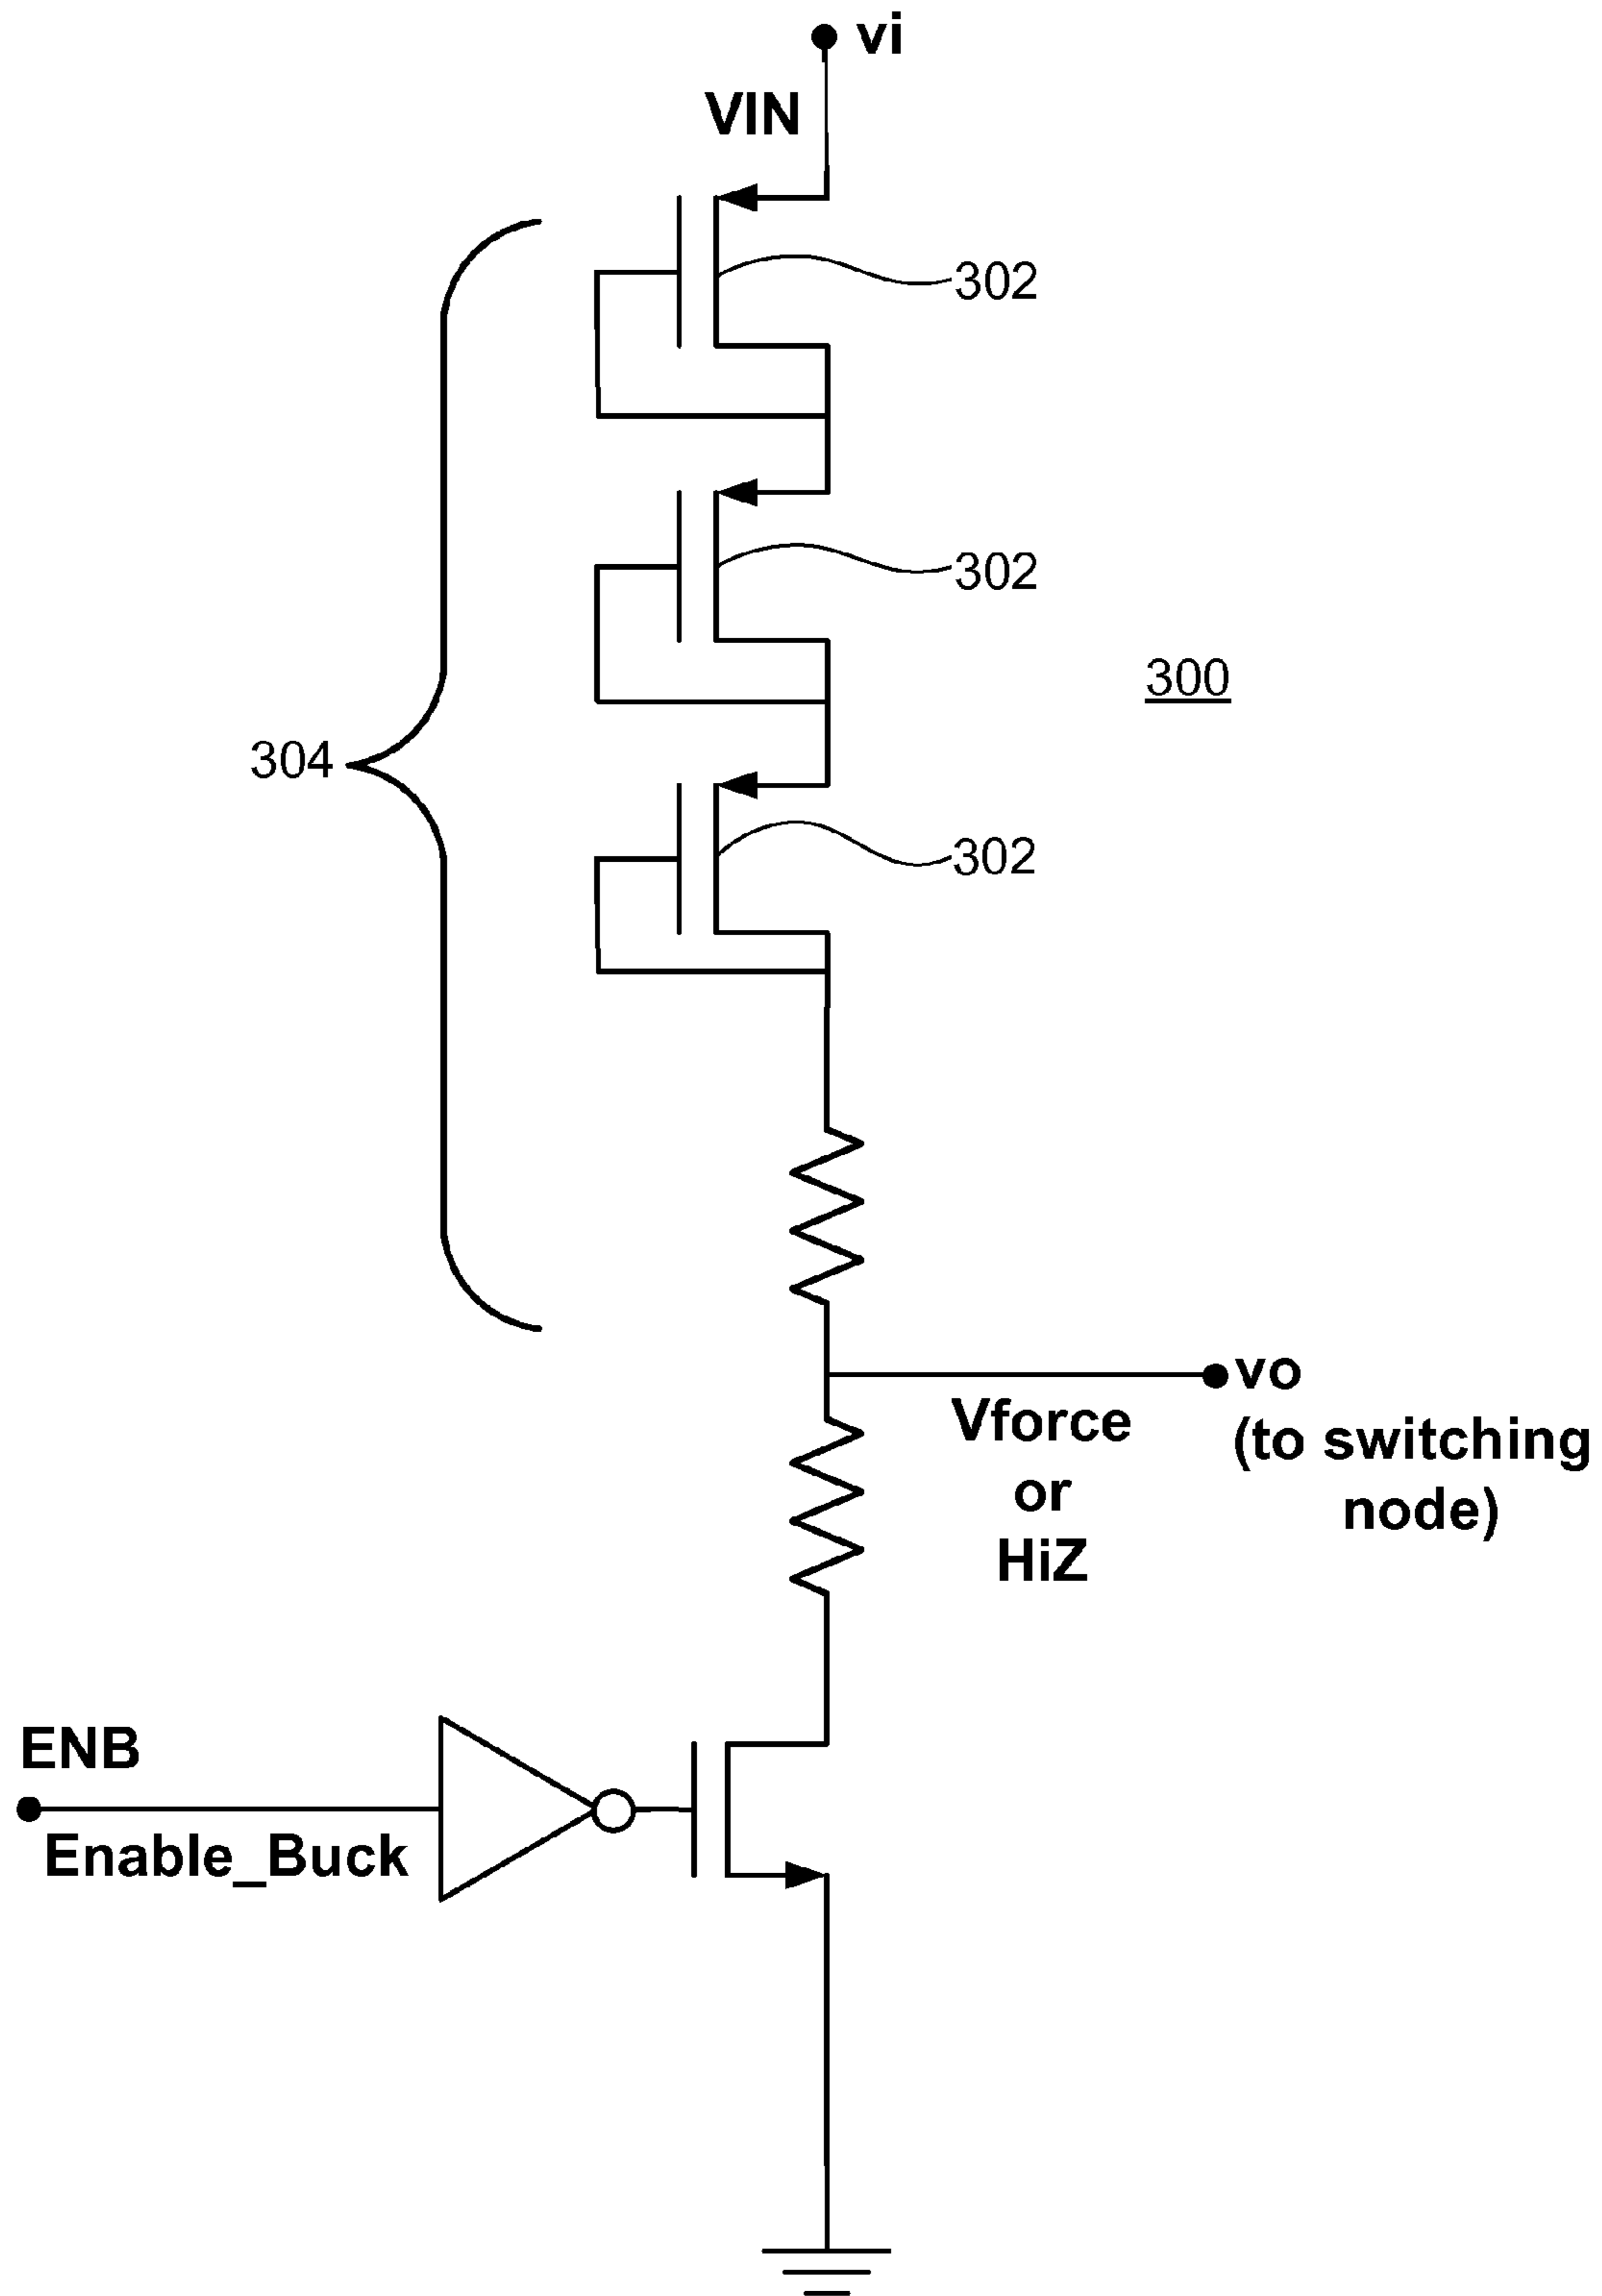 vi
VIN
302
302
300
304
302
vo
Vforce
(to switching
or
node)
HiZ
ENB
Enable_Buck